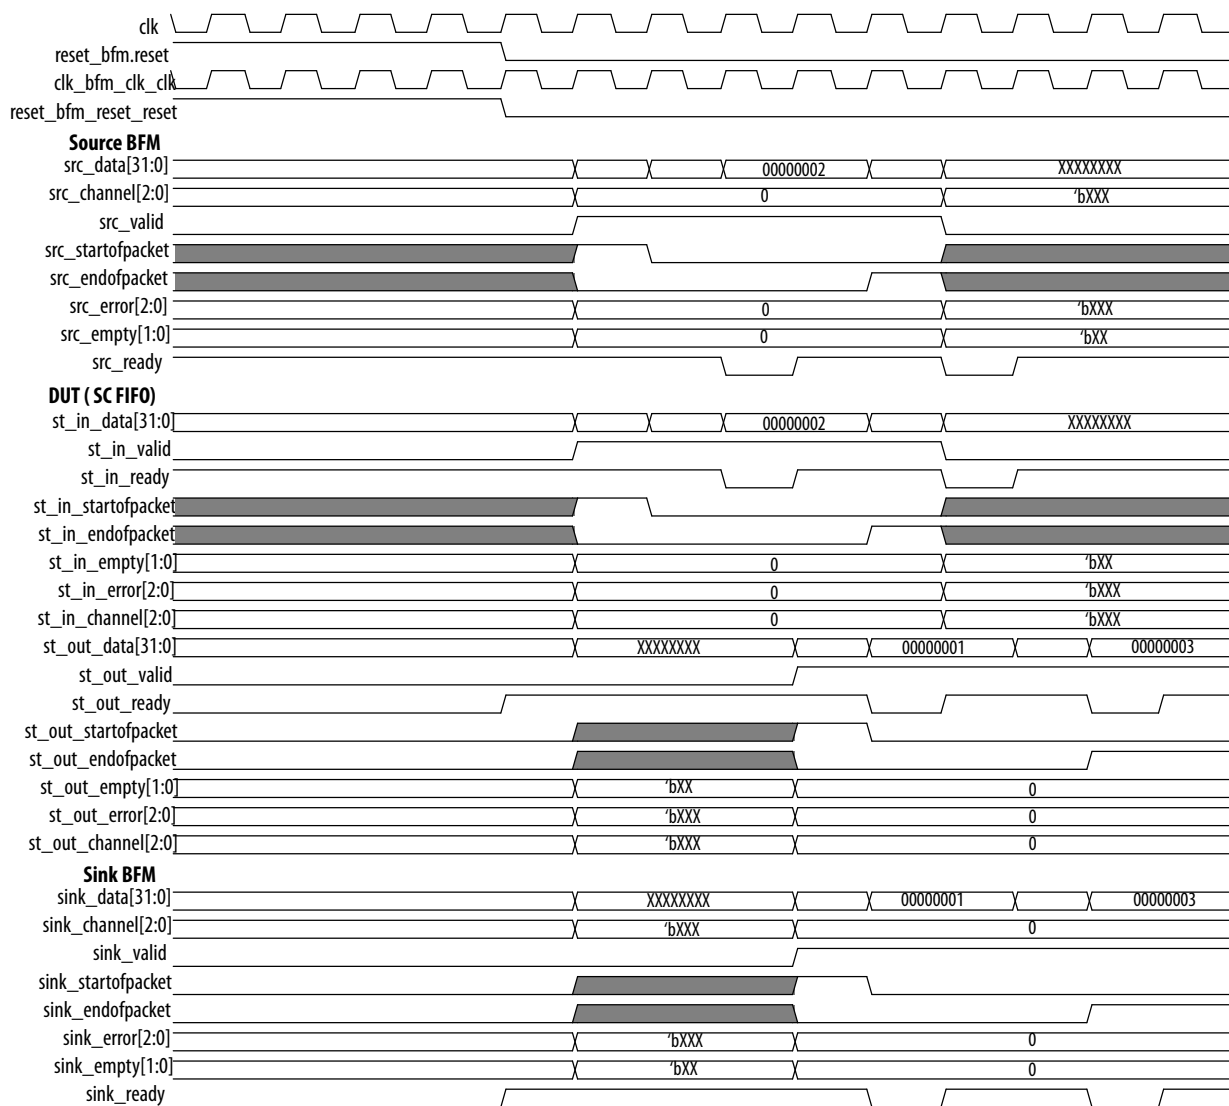 clk
reset_bfm.reset
clk_bfm_clk_clk
reset_bfm_reset_reset
Source BFM
src_data[31:0] 00000002 XXXXXXXX
src_channel[2:0] 0 ‘bXXX
src_valid
src_startofpacket
src_endofpacket
src_error[2:0] 0 ‘bXXX
src_empty[1:0] 0 ‘bXX
src_ready
DUT ( SC FIFO)
st_in_data[31:0] 00000002 XXXXXXXX
st_in_valid
st_in_ready
st_in_startofpacket
st_in_endofpacket
st_in_empty[1:0] 0 ‘bXX
st_in_error[2:0] 0 ‘bXXX
st_in_channel[2:0] 0 ‘bXXX
st_out_data[31:0] XXXXXXXX 00000001 00000003
st_out_valid
st_out_ready
st_out_startofpacket
st_out_endofpacket
st_out_empty[1:0] ‘bXX 0
st_out_error[2:0] ‘bXXX 0
st_out_channel[2:0] ‘bXXX 0
Sink BFM
sink_data[31:0] XXXXXXXX 00000001 00000003
sink_channel[2:0] ‘bXXX 0
sink_valid
sink_startofpacket
sink_endofpacket
sink_error[2:0] ‘bXXX 0
sink_empty[1:0] ‘bXX 0
sink_ready